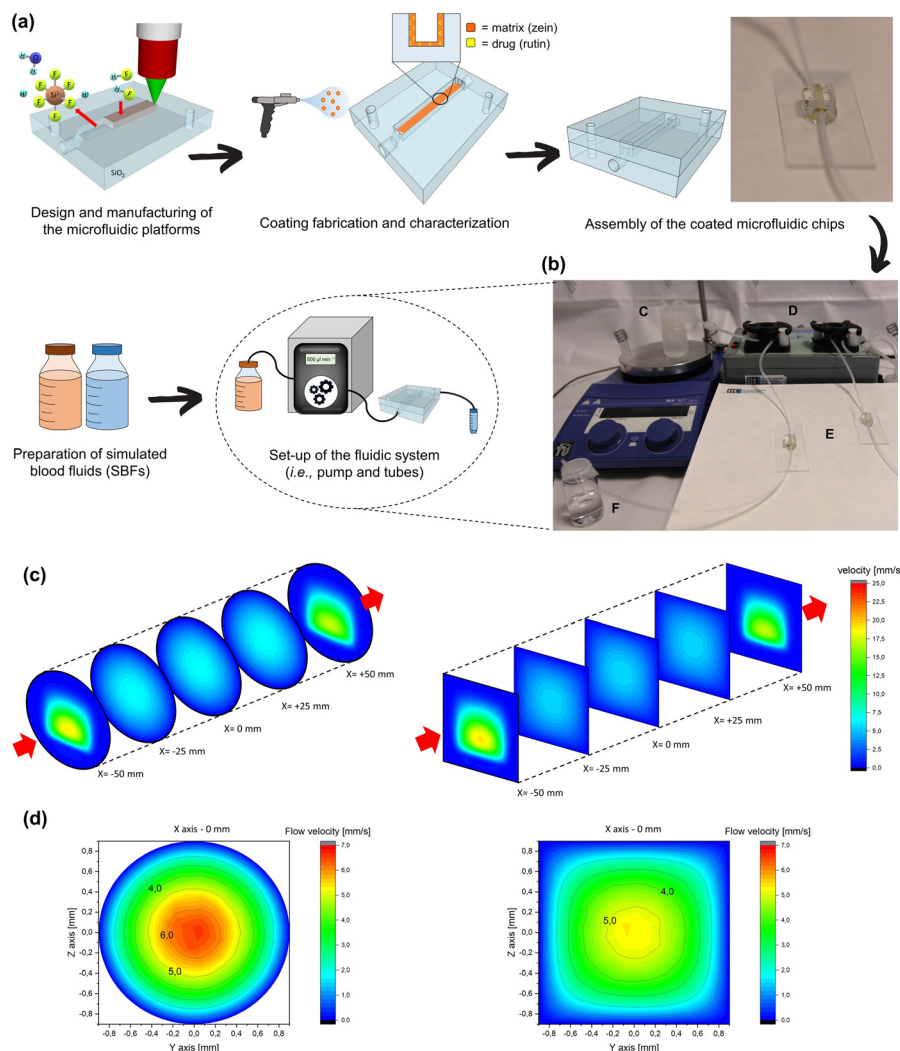 (a)
= matrix (zein)
= drug (rutin)
H
O
H
F
F
F
F
F
F
Si
H
F
H
F
SiO2
Design and manufacturing of
the microfluidic platforms
Coating fabrication and characterization
Assembly of the coated microfluidic chips
(b)
C
D
E
F
500 µl min⁻¹
Preparation of simulated
blood fluids (SBFs)
Set-up of the fluidic system
(i.e., pump and tubes)
(c)
X= -50 mm
X= -25 mm
X= 0 mm
X= +25 mm
X= +50 mm
X= -50 mm
X= -25 mm
X= 0 mm
X= +25 mm
X= +50 mm
velocity [mm/s]
25,0
22,5
20,0
17,5
15,0
12,5
10,0
7,5
5,0
2,5
0,0
(d)
X axis - 0 mm
Flow velocity [mm/s]
Z axis [mm]
0,8
0,6
0,4
0,2
0,0
-0,2
-0,4
-0,6
-0,8
4,0
6,0
5,0
-0,8 -0,6 -0,4 -0,2 0,0 0,2 0,4 0,6 0,8
Y axis [mm]
7,0
6,0
5,0
4,0
3,0
2,0
1,0
0,0
X axis - 0 mm
Flow velocity [mm/s]
Z axis [mm]
0,8
0,6
0,4
0,2
0,0
-0,2
-0,4
-0,6
-0,8
4,0
5,0
-0,8 -0,6 -0,4 -0,2 0,0 0,2 0,4 0,6 0,8
Y axis [mm]
7,0
6,0
5,0
4,0
3,0
2,0
1,0
0,0